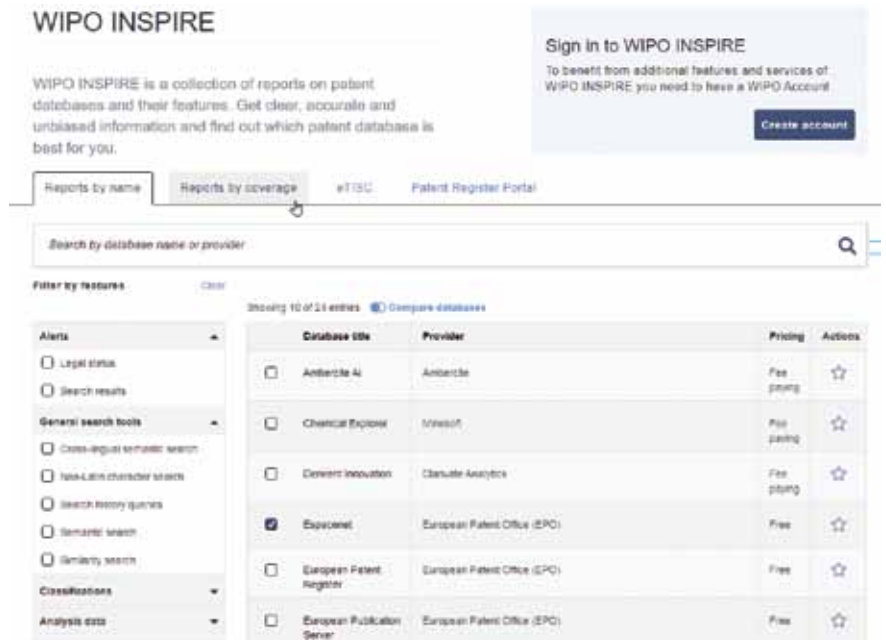 WIPO INSPIRE
WIPO INSPIRE is a collection of reports on patent
databases and their features. Get clear, accurate and
unbiased information and find out which patent database is
best for you.
Sign in to WIPO INSPIRE
To benefit from additional features and services of
WIPO INSPIRE you need to have a WIPO Account
Create account
Reports by name Reports by coverage eTISC Patent Register Portal
Search by database name or provider
Filter by features Clear
Showing 10 of 23 entries Compare databases
Alerts
Legal status
Search results
General search tools
Cross-lingual semantic search
Non-Latin character search
Search history queries
Semantic search
Similarity search
Classifications
Analysis data
Database title Provider Pricing Actions
Ambercite Ai Ambercite Fee
pricing
Chemical Explorer Minesoft Fee
pricing
Derwent Innovation Clarivate Analytics Fee
pricing
Espacenet European Patent Office (EPO) Free
European Patent
Register European Patent Office (EPO) Free
European Publication
Server European Patent Office (EPO) Free